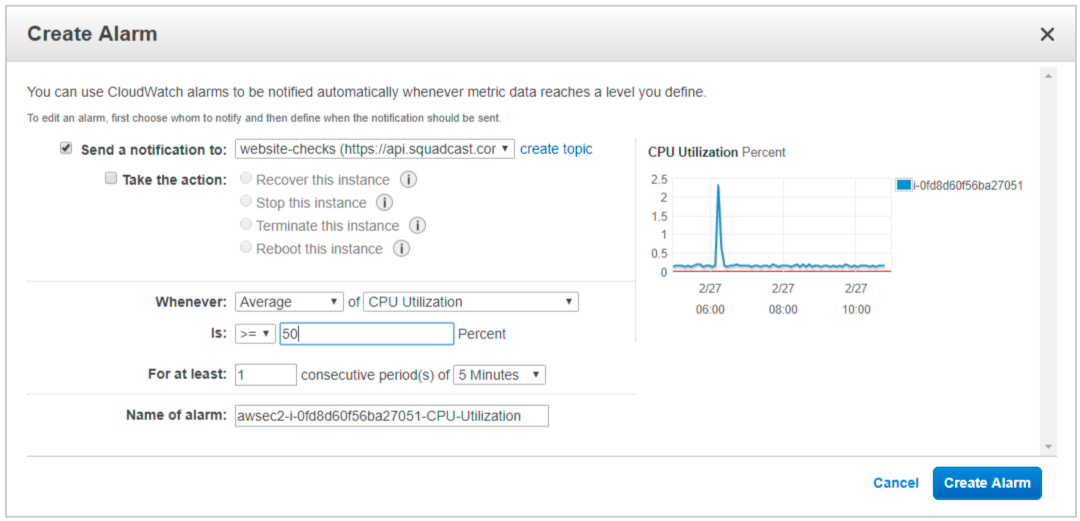 Create Alarm
You can use CloudWatch alarms to be notified automatically whenever metric data reaches a level you define.
To edit an alarm, first choose whom to notify and then define when the notification should be sent.
Send a notification to: website-checks (https://api.squadcast.cor create topic
Take the action: Recover this instance i
Stop this instance i
Terminate this instance i
Reboot this instance i
Whenever: Average of CPU Utilization
Is: >= 50 Percent
For at least: 1 consecutive period(s) of 5 Minutes
Name of alarm: awsec2-i-0fd8d60f56ba27051-CPU-Utilization
CPU Utilization Percent
2.5
2
1.5
1
0.5
0
2/27 2/27 2/27
06:00 08:00 10:00
i-0fd8d60f56ba27051
Cancel Create Alarm